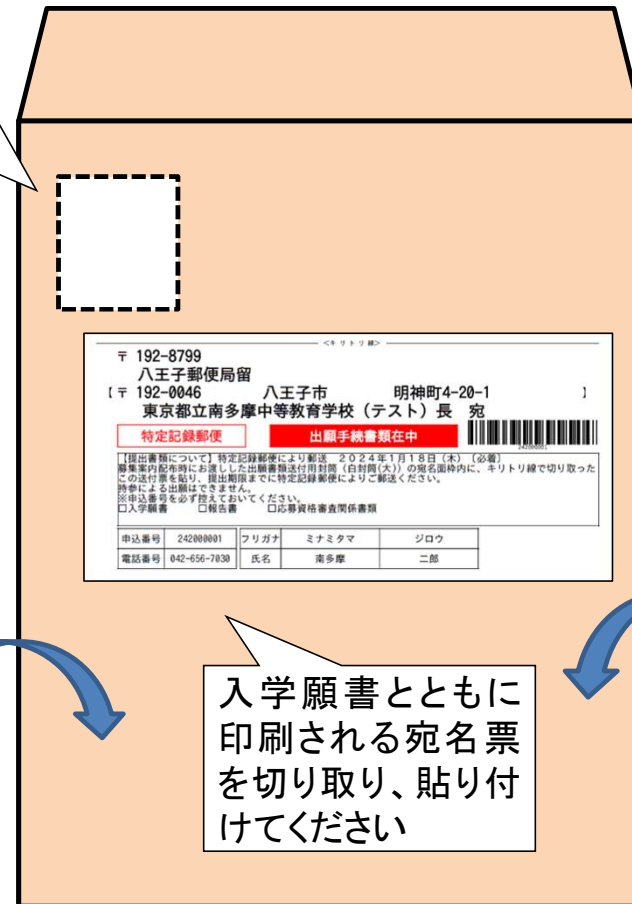 <キリトリ線>
〒 192-8799
八王子郵便局留
[〒 192-0046 八王子市 明神町4-20-1 ]
東京都立南多摩中等教育学校（テスト）長 宛
特定記録郵便 出願手続書類在中
242000001
【提出書類について】特定記録郵便により郵送 2024年1月18日（木）（必着）
募集案内配布時にお渡しした出願書類送付用封筒（白封筒（大））の宛名面枠内に、キリトリ線で切り取った
この送付票を貼り、提出期限までに特定記録郵便によりご郵送ください。
持参による出願はできません。
※申込番号を必ず控えておいてください。
□入学願書 □報告書 □応募資格審査関係書類
申込番号 242000001 フリガナ ミナミタマ ジロウ
電話番号 042-656-7030 氏名 南多摩 二郎
入学願書とともに
印刷される宛名票
を切り取り、貼り付
けてください